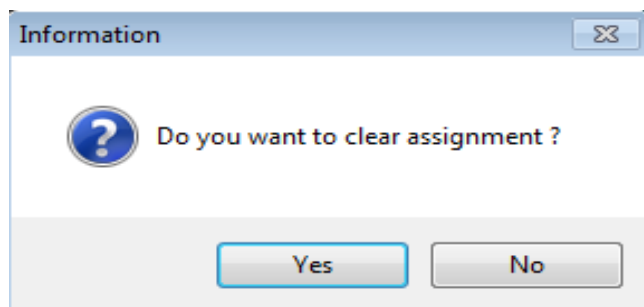 Information
Do you want to clear assignment ?
Yes
No